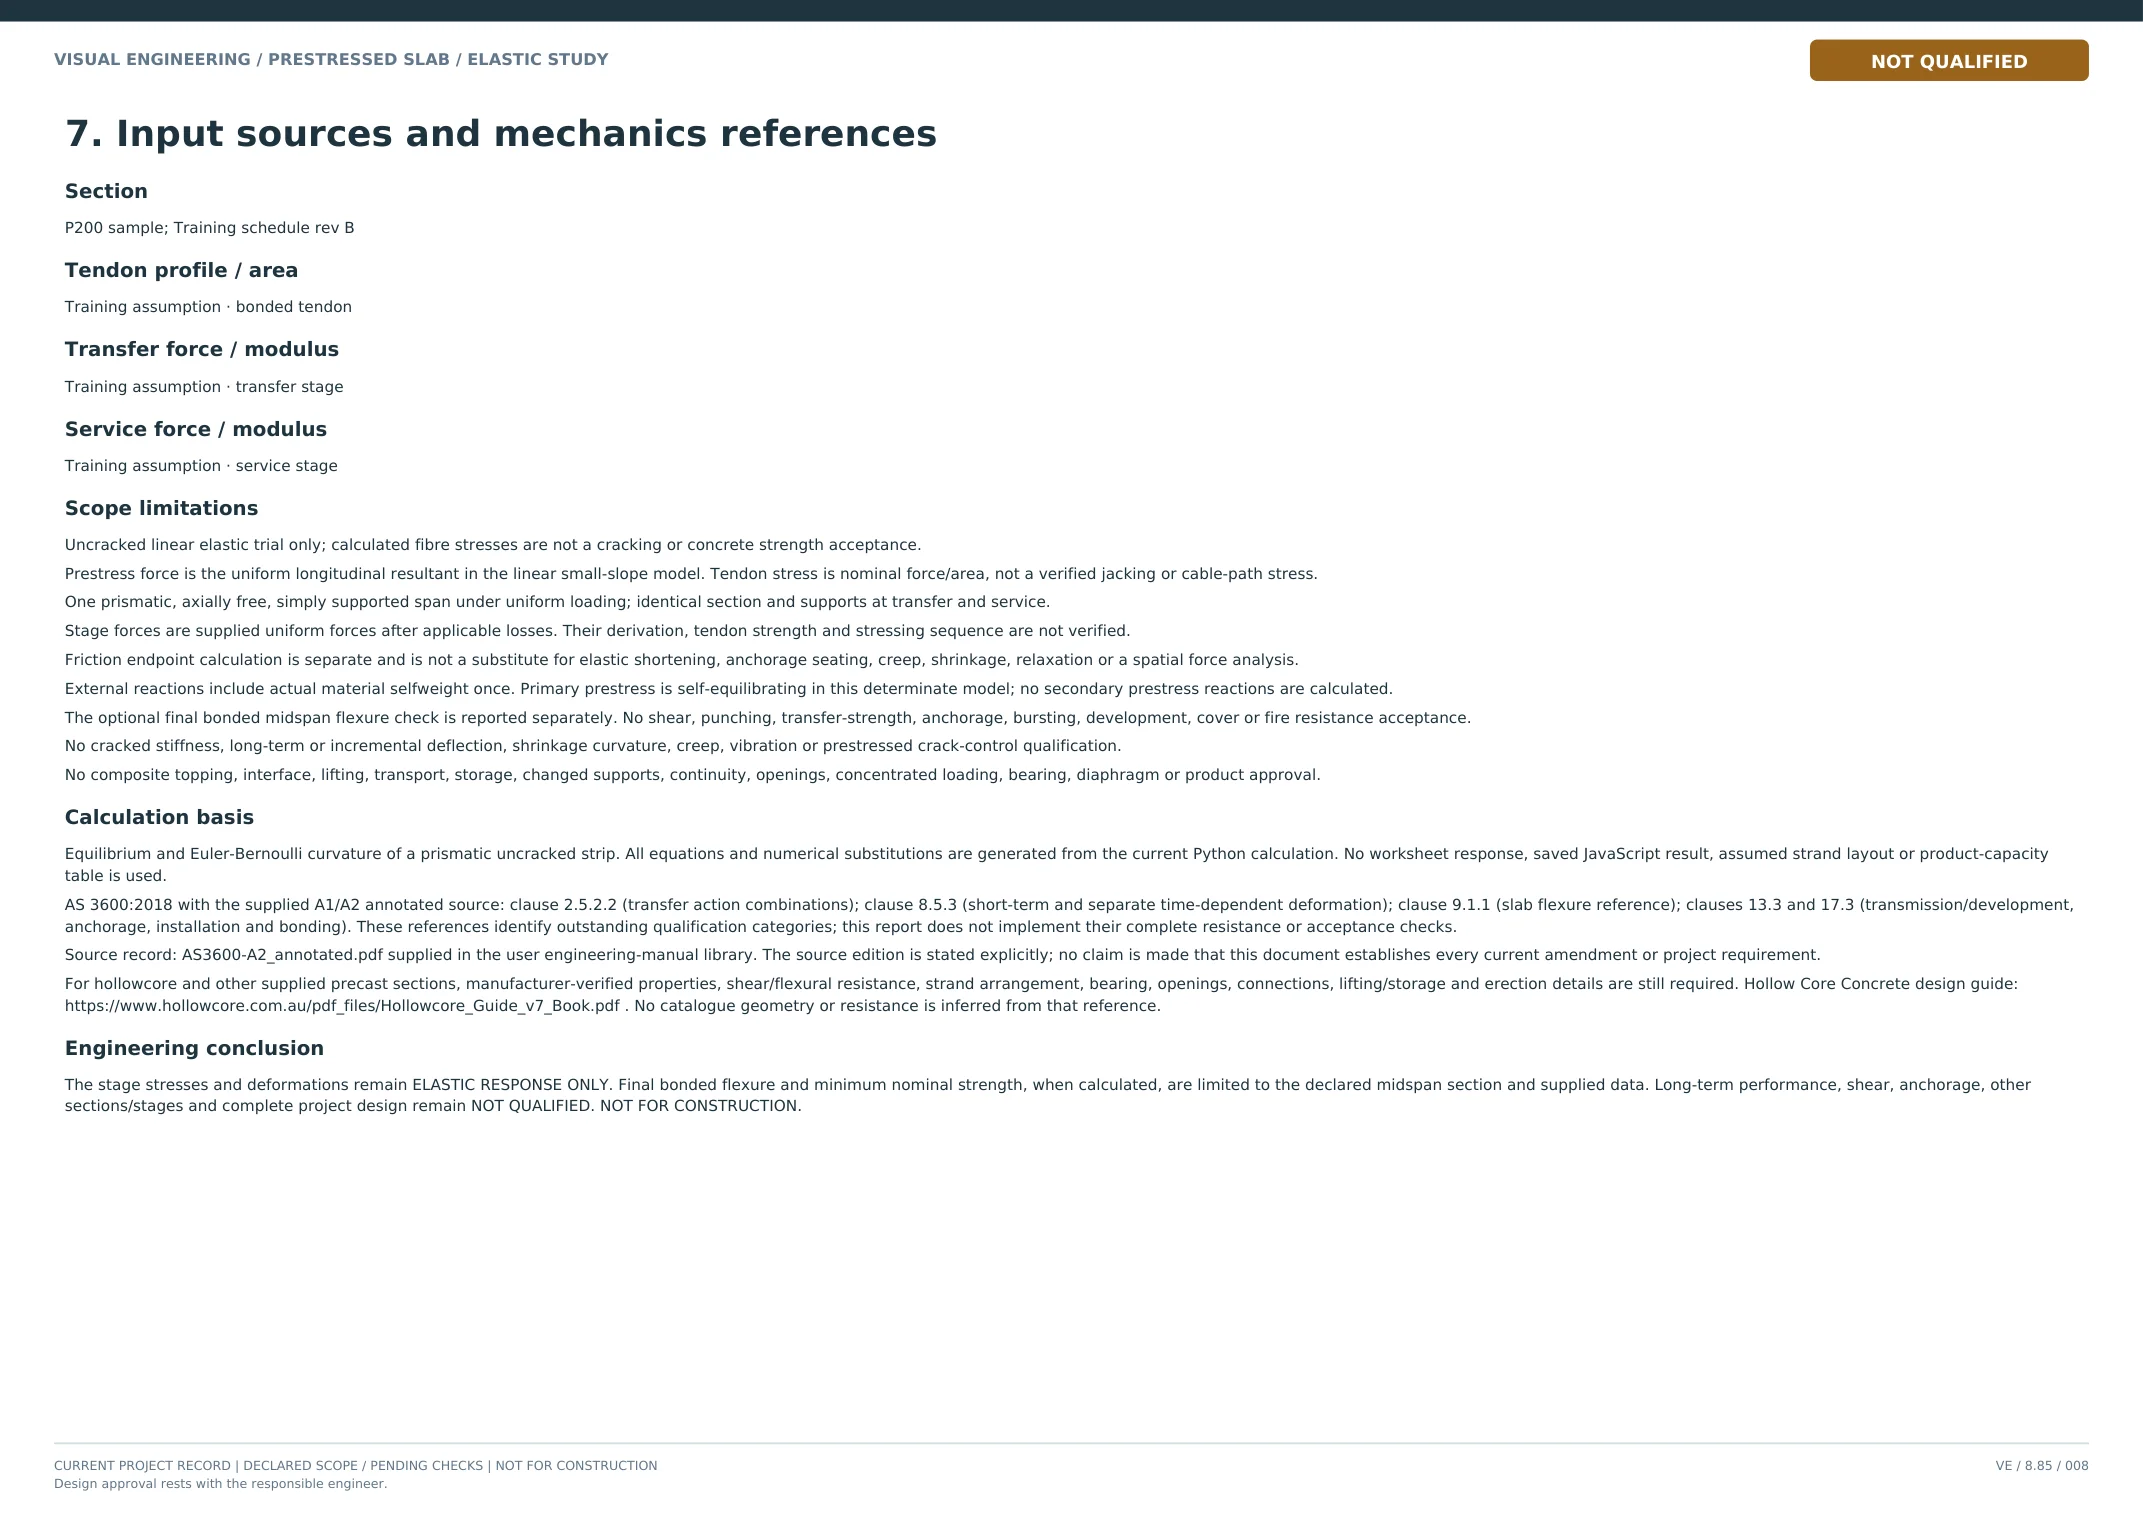 VISUAL ENGINEERING / PRESTRESSED SLAB / ELASTIC STUDY
NOT QUALIFIED
7. Input sources and mechanics references
Section
P200 sample; Training schedule rev B
Tendon profile / area
Training assumption · bonded tendon
Transfer force / modulus
Training assumption · transfer stage
Service force / modulus
Training assumption · service stage
Scope limitations
Uncracked linear elastic trial only; calculated fibre stresses are not a cracking or concrete strength acceptance.
Prestress force is the uniform longitudinal resultant in the linear small-slope model. Tendon stress is nominal force/area, not a verified jacking or cable-path stress.
One prismatic, axially free, simply supported span under uniform loading; identical section and supports at transfer and service.
Stage forces are supplied uniform forces after applicable losses. Their derivation, tendon strength and stressing sequence are not verified.
Friction endpoint calculation is separate and is not a substitute for elastic shortening, anchorage seating, creep, shrinkage, relaxation or a spatial force analysis.
External reactions include actual material selfweight once. Primary prestress is self-equilibrating in this determinate model; no secondary prestress reactions are calculated.
The optional final bonded midspan flexure check is reported separately. No shear, punching, transfer-strength, anchorage, bursting, development, cover or fire resistance acceptance.
No cracked stiffness, long-term or incremental deflection, shrinkage curvature, creep, vibration or prestressed crack-control qualification.
No composite topping, interface, lifting, transport, storage, changed supports, continuity, openings, concentrated loading, bearing, diaphragm or product approval.
Calculation basis
Equilibrium and Euler-Bernoulli curvature of a prismatic uncracked strip. All equations and numerical substitutions are generated from the current Python calculation. No worksheet response, saved JavaScript result, assumed strand layout or product-capacity
table is used.
AS 3600:2018 with the supplied A1/A2 annotated source: clause 2.5.2.2 (transfer action combinations); clause 8.5.3 (short-term and separate time-dependent deformation); clause 9.1.1 (slab flexure reference); clauses 13.3 and 17.3 (transmission/development,
anchorage, installation and bonding). These references identify outstanding qualification categories; this report does not implement their complete resistance or acceptance checks.
Source record: AS3600-A2_annotated.pdf supplied in the user engineering-manual library. The source edition is stated explicitly; no claim is made that this document establishes every current amendment or project requirement.
For hollowcore and other supplied precast sections, manufacturer-verified properties, shear/flexural resistance, strand arrangement, bearing, openings, connections, lifting/storage and erection details are still required. Hollow Core Concrete design guide:
https://www.hollowcore.com.au/pdf_files/Hollowcore_Guide_v7_Book.pdf . No catalogue geometry or resistance is inferred from that reference.
Engineering conclusion
The stage stresses and deformations remain ELASTIC RESPONSE ONLY. Final bonded flexure and minimum nominal strength, when calculated, are limited to the declared midspan section and supplied data. Long-term performance, shear, anchorage, other
sections/stages and complete project design remain NOT QUALIFIED. NOT FOR CONSTRUCTION.
CURRENT PROJECT RECORD | DECLARED SCOPE / PENDING CHECKS | NOT FOR CONSTRUCTION
VE / 8.85 / 008
Design approval rests with the responsible engineer.